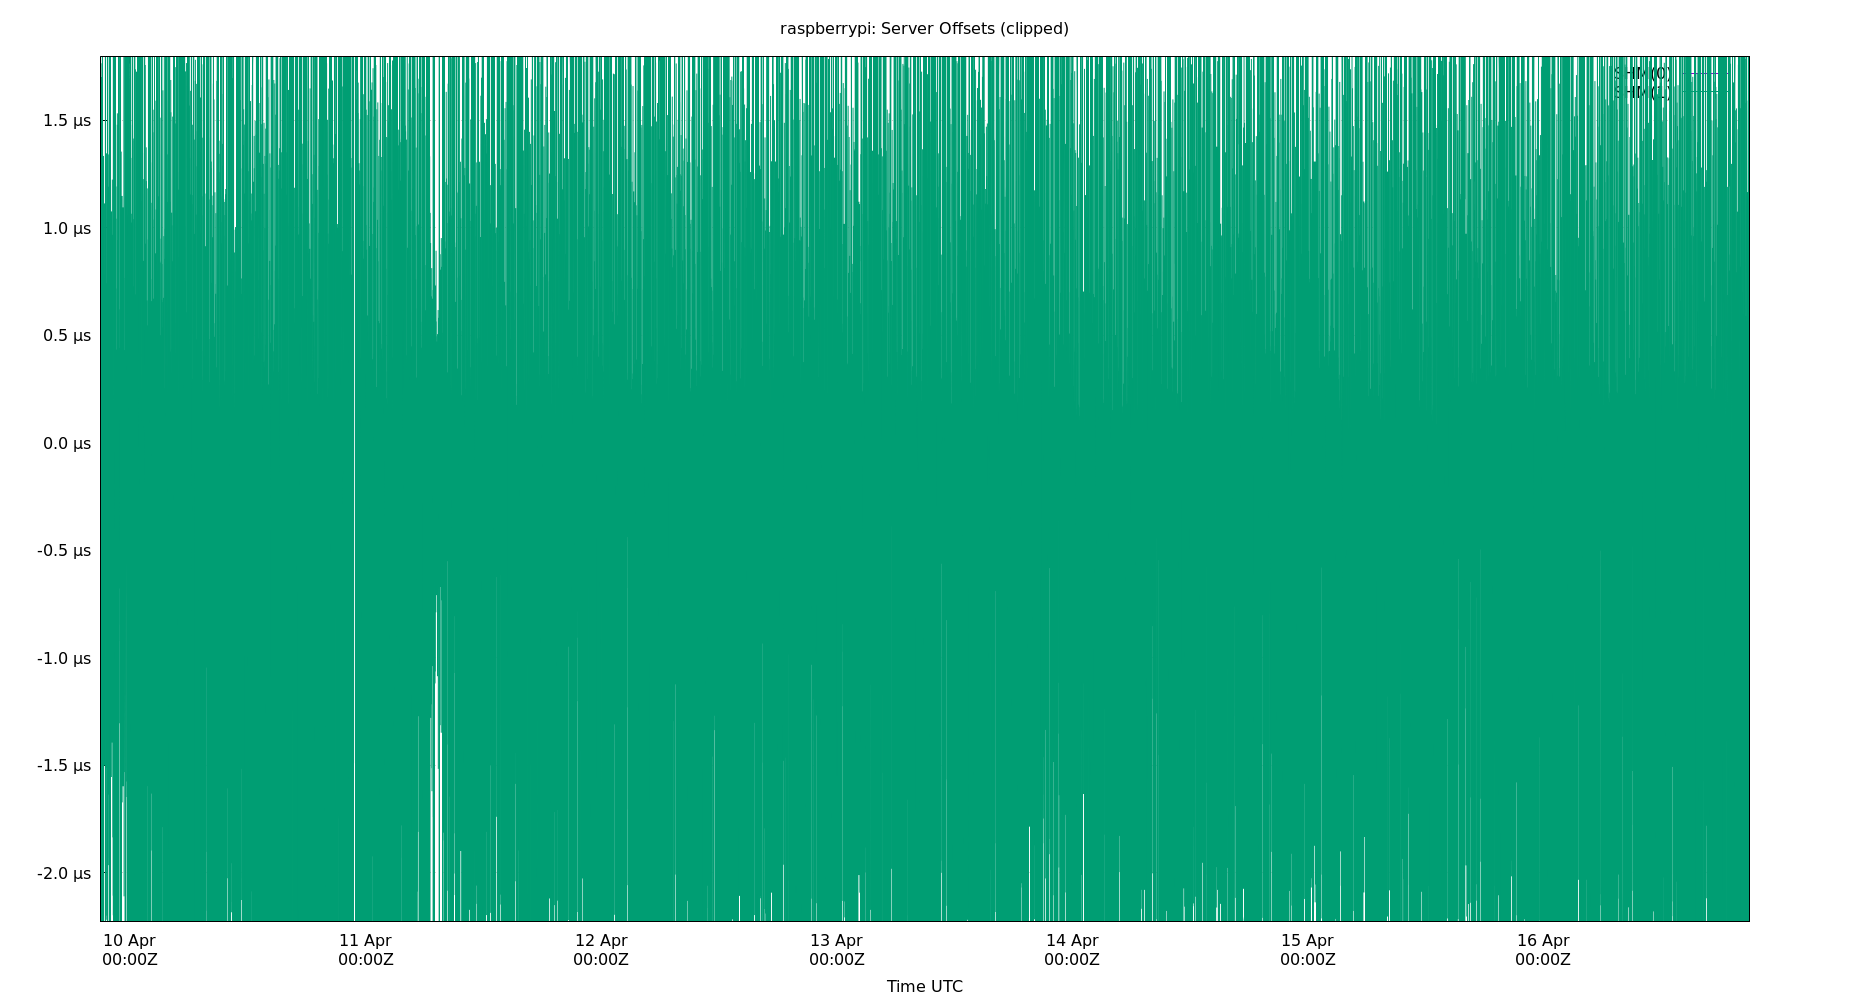 raspberrypi: Server Offsets (clipped)
SHM(0)
1.5 µs
1.0 µs
0.5 µs
0.0 µs
-0.5 µs
-1.0 µs
-1.5 µs
-2.0 µs
10 Apr 11 Apr 12 Apr 13 Apr 14 Apr 15 Apr 16 Apr
00:00Z 00:00Z 00:00Z 00:00Z 00:00Z 00:00Z 00:00Z
Time UTC